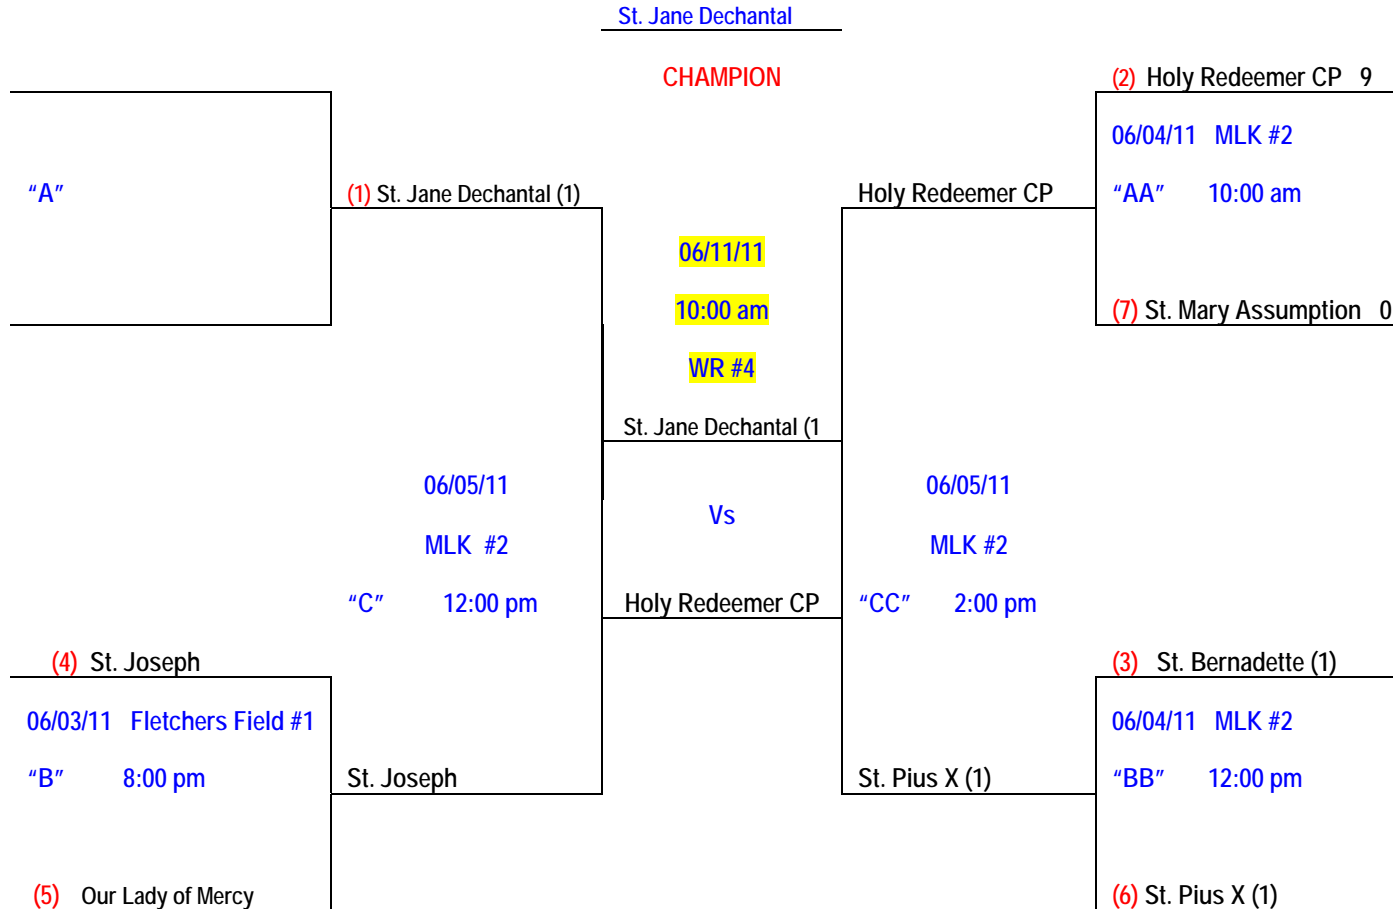 St. Jane Dechantal
CHAMPION
(2) Holy Redeemer CP 9
06/04/11 MLK #2
“A” (1) St. Jane Dechantal (1) Holy Redeemer CP “AA” 10:00 am
06/11/11
10:00 am (7) St. Mary Assumption 0
WR #4
St. Jane Dechantal (1
06/05/11 06/05/11
Vs
MLK #2 MLK #2
“C” 12:00 pm Holy Redeemer CP “CC” 2:00 pm
(4) St. Joseph (3) St. Bernadette (1)
06/03/11 Fletchers Field #1 06/04/11 MLK #2
“B” 8:00 pm St. Joseph St. Pius X (1) “BB” 12:00 pm
(5) Our Lady of Mercy (6) St. Pius X (1)